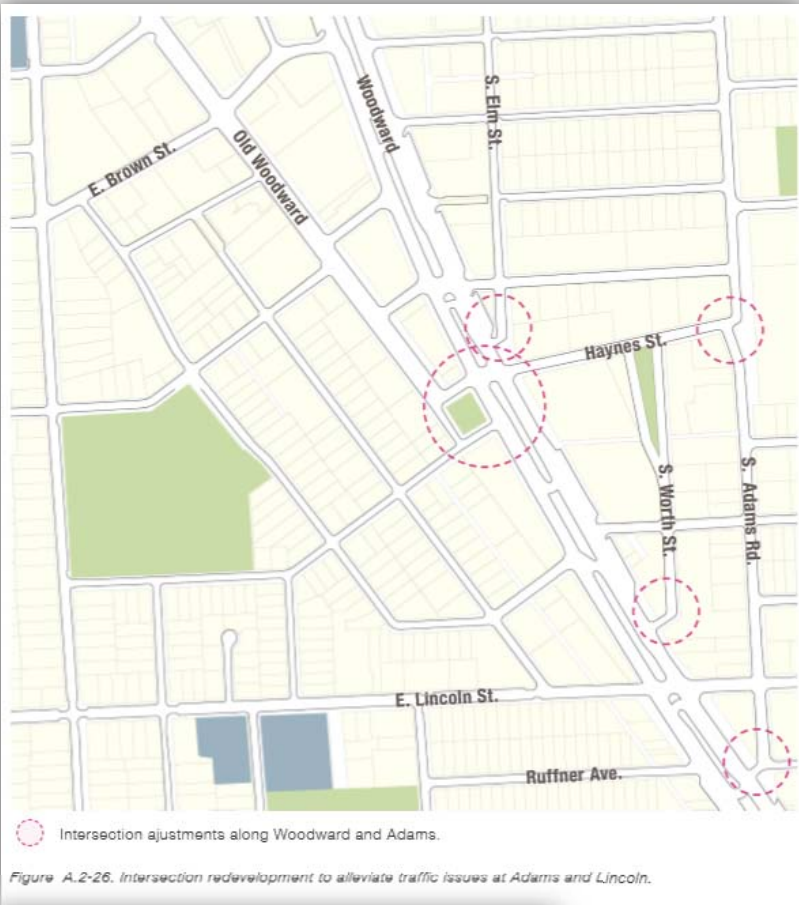 Woodward
S. Elm St.
E. Brown St.
Old Woodward
Haynes St.
S. Worth St.
S. Adams Rd.
E. Lincoln St.
Ruffner Ave.
Intersection ajustments along Woodward and Adams.
Figure A.2-26. Intersection redevelopment to alleviate traffic issues at Adams and Lincoln.